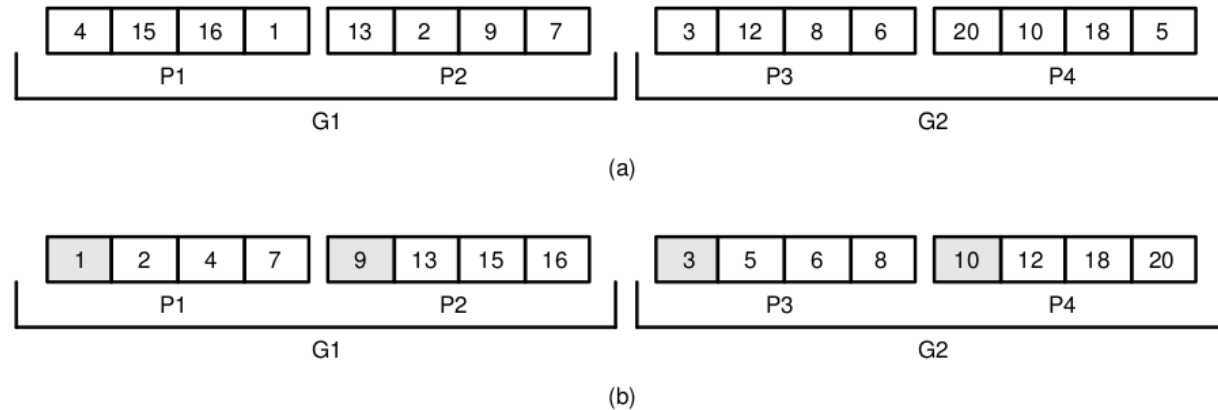 4 15 16 1 13 2 9 7 3 12 8 6 20 10 18 5
P1 P2 P3 P4
G1 G2
(a)
1 2 4 7 9 13 15 16 3 5 6 8 10 12 18 20
P1 P2 P3 P4
G1 G2
(b)